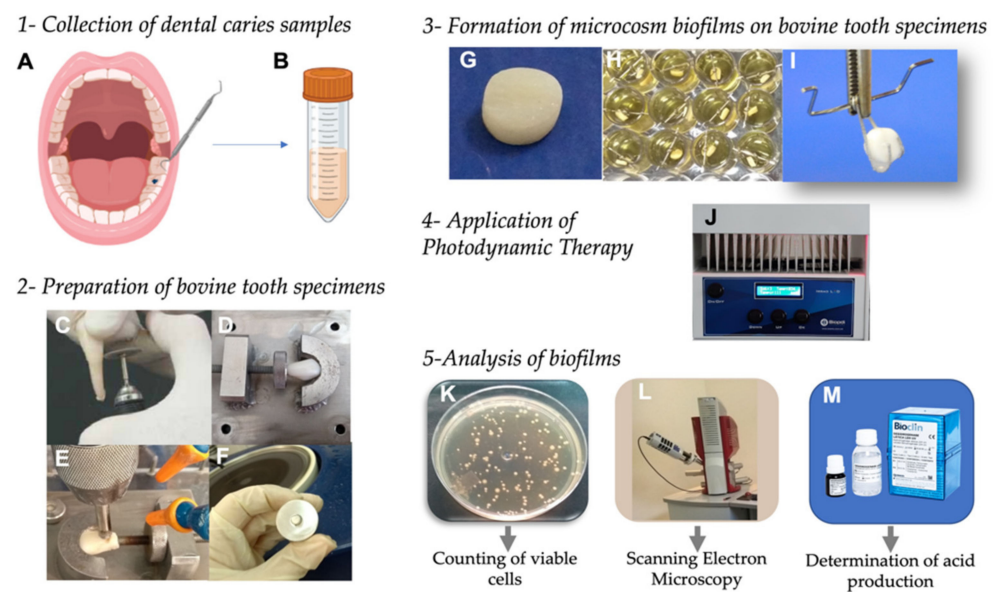 1- Collection of dental caries samples
A
B
2- Preparation of bovine tooth specimens
C
D
E
F
3- Formation of microcosm biofilms on bovine tooth specimens
G
H
I
4- Application of
Photodynamic Therapy
J
Biopdi
5-Analysis of biofilms
K
L
M
Bioclin
Counting of viable
cells
Scanning Electron
Microscopy
Determination of acid
production